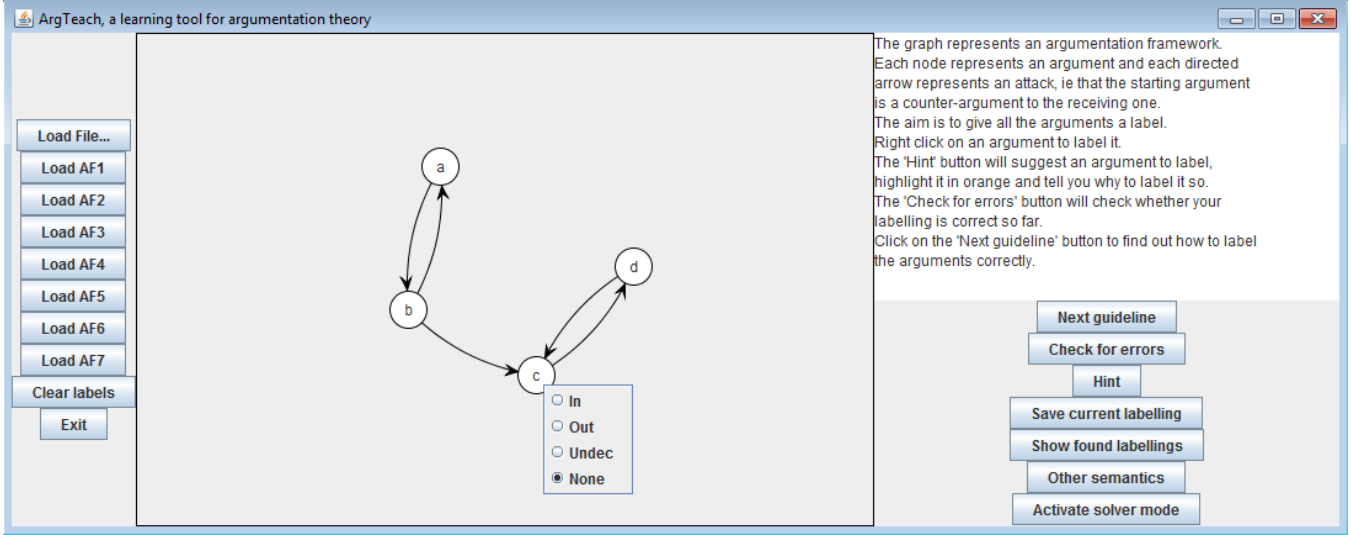 ArgTeach, a learning tool for argumentation theory
Load File...
Load AF1
Load AF2
Load AF3
Load AF4
Load AF5
Load AF6
Load AF7
Clear labels
Exit
a
d
b
c
In
Out
Undec
None
The graph represents an argumentation framework.
Each node represents an argument and each directed
arrow represents an attack, ie that the starting argument
is a counter-argument to the receiving one.
The aim is to give all the arguments a label.
Right click on an argument to label it.
The 'Hint' button will suggest an argument to label,
highlight it in orange and tell you why to label it so.
The 'Check for errors' button will check whether your
labelling is correct so far.
Click on the 'Next guideline' button to find out how to label
the arguments correctly.
Next guideline
Check for errors
Hint
Save current labelling
Show found labellings
Other semantics
Activate solver mode